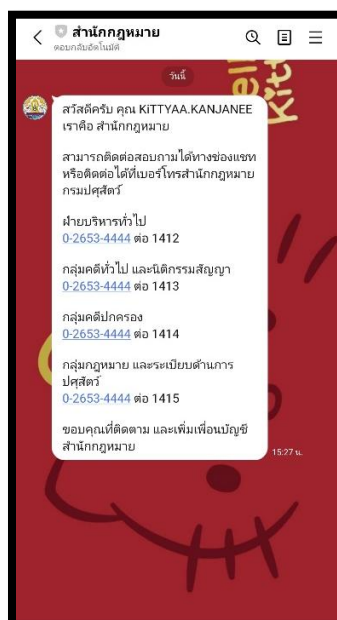 สำนักกฎหมาย
ตอบกลับอัตโนมัติ
วันนี้
Hello
Kitty
สวัสดีครับ คุณ KiTTYAA.KANJANEE
เราคือ สำนักกฎหมาย
สามารถติดต่อสอบถามได้ทางช่องแชท
หรือติดต่อได้ที่เบอร์โทรสำนักกฎหมาย
กรมปศุสัตว์
ฝ่ายบริหารทั่วไป
0-2653-4444 ต่อ 1412
กลุ่มคดีทั่วไป และนิติกรรมสัญญา
0-2653-4444 ต่อ 1413
กลุ่มคดีปกครอง
0-2653-4444 ต่อ 1414
กลุ่มกฎหมาย และระเบียบด้านการ
ปศุสัตว์
0-2653-4444 ต่อ 1415
ขอบคุณที่ติดตาม และเพิ่มเพื่อนบัญชี
สำนักกฎหมาย
15:27 น.